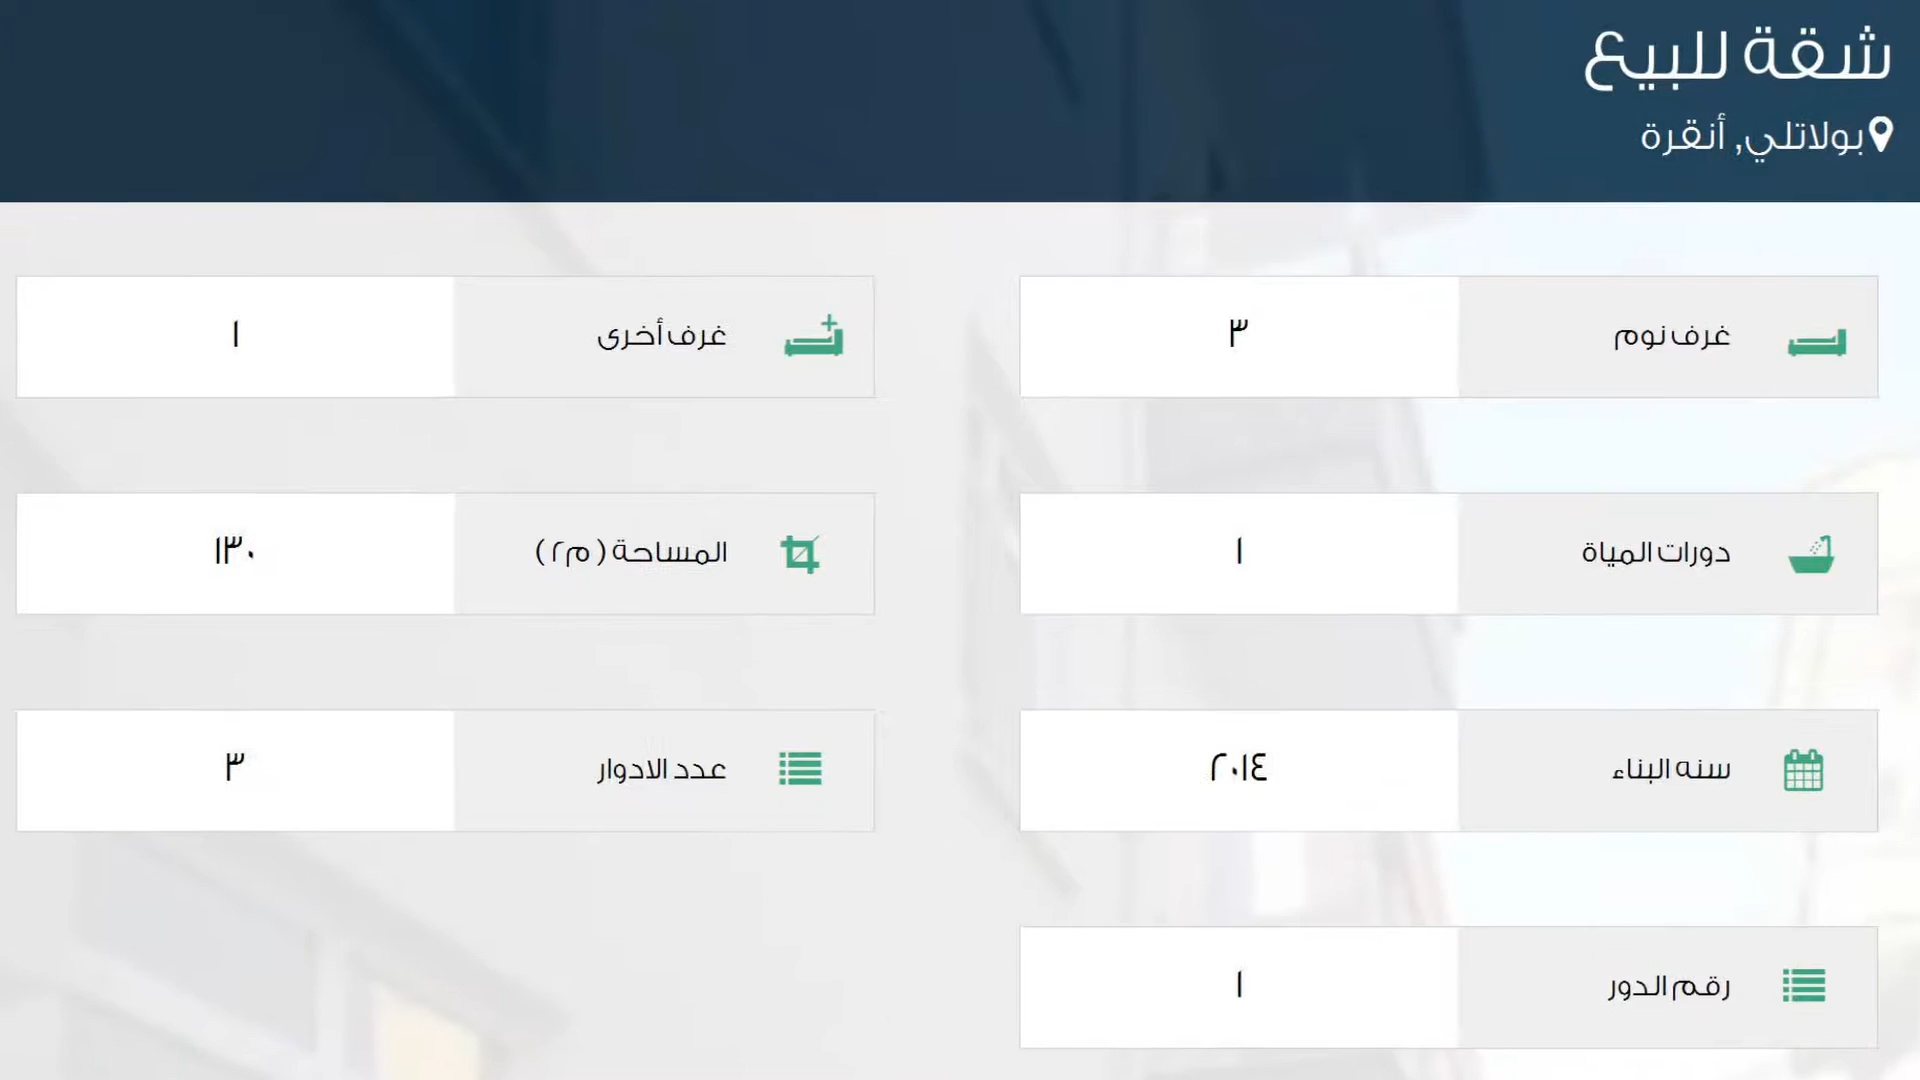 شقة للبيع
بولاتلي, أنقرة
غرف نوم
٣
غرف أخرى
١
دورات المياة
١
المساحة (م٢)
١٣٠
سنه البناء
٢٠١٤
عدد الادوار
٣
رقم الدور
١